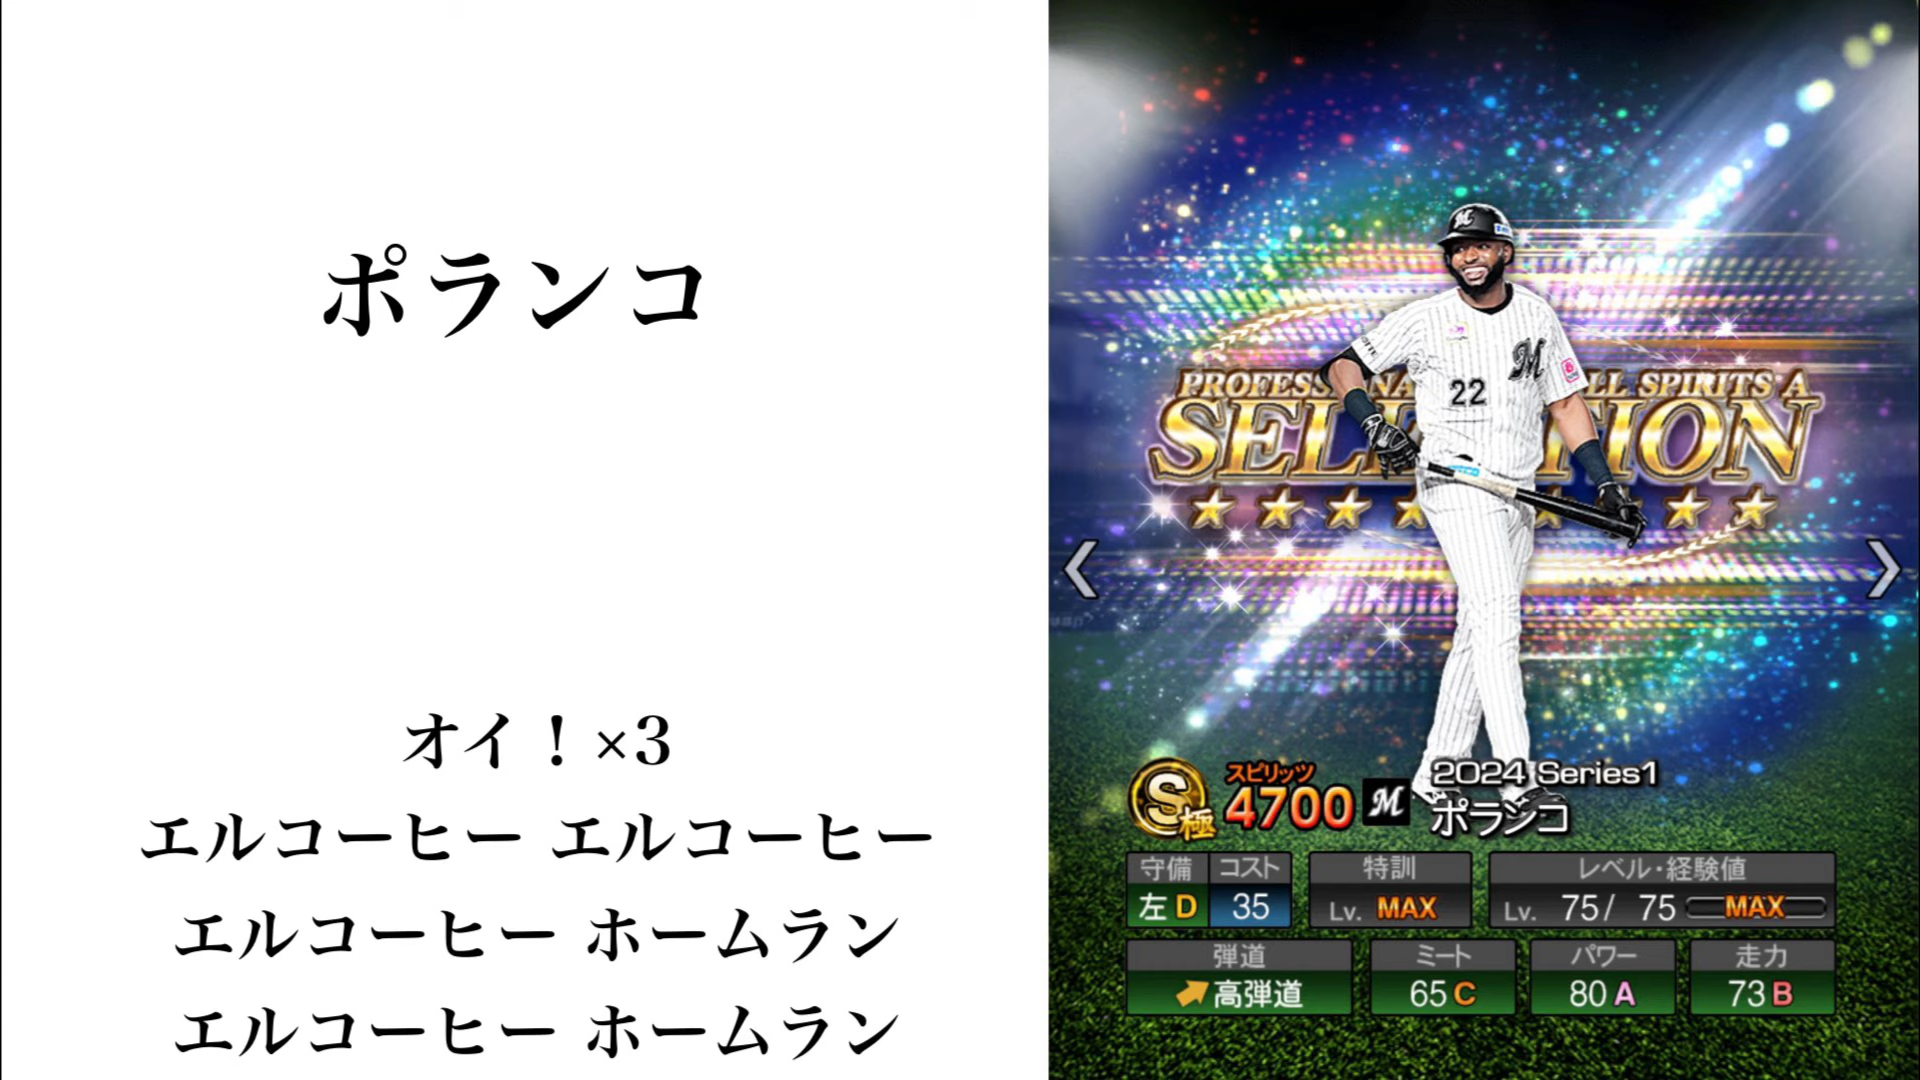 ポランコ
オイ！×3
エルコーヒー エルコーヒー
エルコーヒー ホームラン
エルコーヒー ホームラン
M
M
22
SELECTION
S極
スピリッツ
4700
M
2024 Series1
ポランコ
守備 コスト 特訓 レベル・経験値
左D 35 Lv. MAX Lv. 75/ 75 MAX
弾道 ミート パワー 走力
高弾道 65 C 80 A 73 B